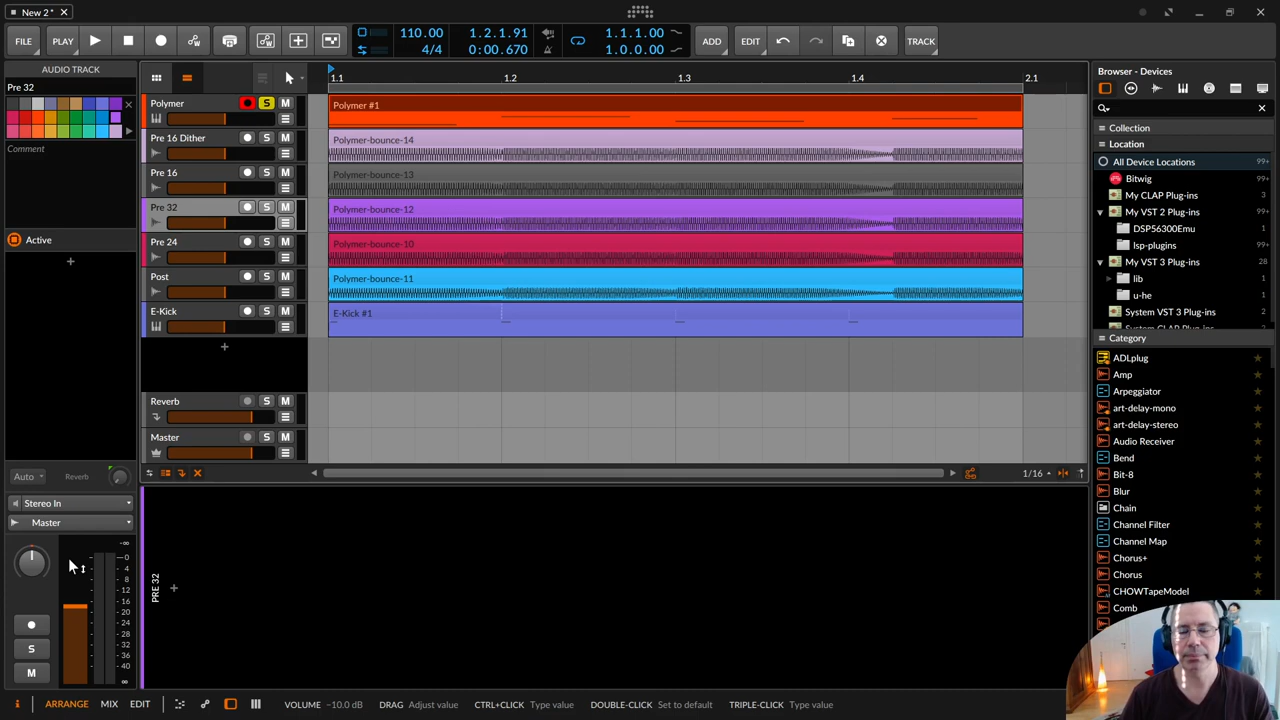 New 2* ×
FILE PLAY 110.00 4/4 1.2.1.91 0:00.670 1.1.1.00 1.0.0.00 ADD EDIT TRACK
AUDIO TRACK
Pre 32
Comment
Active
Auto Reverb
Stereo In
Master
-∞
0
4
8
12
16
20
24
28
32
36
40
∞
S
M
1.1 1.2 1.3 1.4 2.1
Polymer S M
Polymer #1
Pre 16 Dither S M
Polymer-bounce-14
Pre 16 S M
Polymer-bounce-13
Pre 32 S M
Polymer-bounce-12
Pre 24 S M
Polymer-bounce-10
Post S M
Polymer-bounce-11
E-Kick S M
E-Kick #1
Reverb S M
Master S M
1/16
PRE 32
Browser - Devices
Collection
Location
All Device Locations 99+
Bitwig 99+
My CLAP Plug-ins 3
My VST 2 Plug-ins 99+
DSP56300Emu
lsp-plugins 99+
My VST 3 Plug-ins 28
lib
u-he
System VST 3 Plug-ins
System CLAP Plug-ins
Category
ADLplug
Amp
Arpeggiator
art-delay-mono
art-delay-stereo
Audio Receiver
Bend
Bit-8
Blur
Chain
Channel Filter
Channel Map
Chorus+
Chorus
CHOWTapeModel
Comb
i ARRANGE MIX EDIT VOLUME −10.0 dB DRAG Adjust value CTRL+CLICK Type value DOUBLE-CLICK Set to default TRIPLE-CLICK Type value